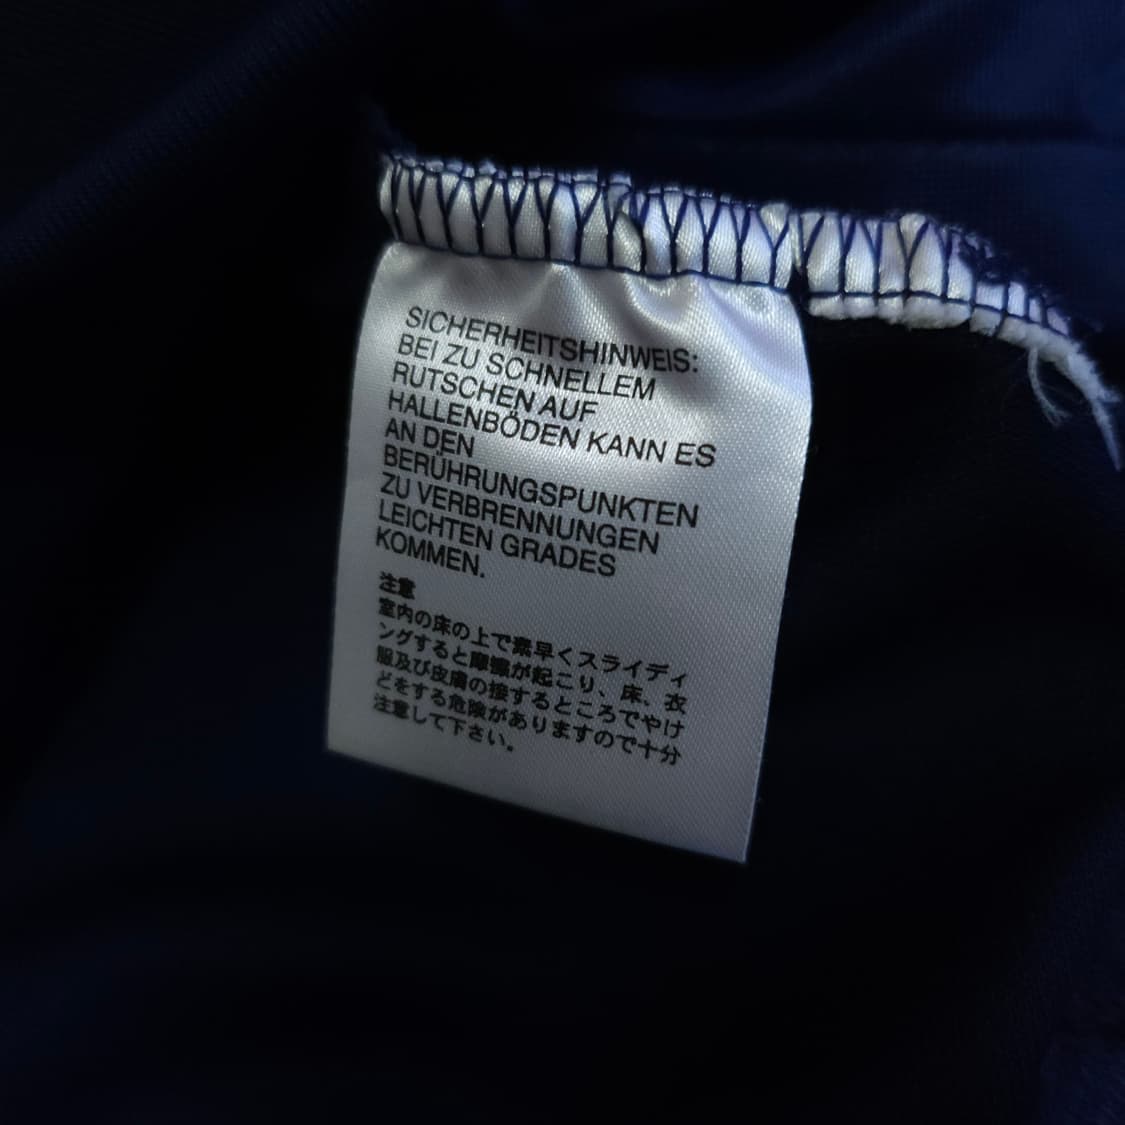 SICHERHEITSHINWEIS:
BEI ZU SCHNELLEM
RUTSCHEN AUF
HALLENBÖDEN KANN ES
AN DEN
BERÜHRUNGSPUNKTEN
ZU VERBRENNUNGEN
LEICHTEN GRADES
KOMMEN.
注意
室内の床の上で素早くスライディ
ングすると摩擦が起こり、床、衣
服及び皮膚の接するところでやけ
どをする危険がありますので十分
注意して下さい。